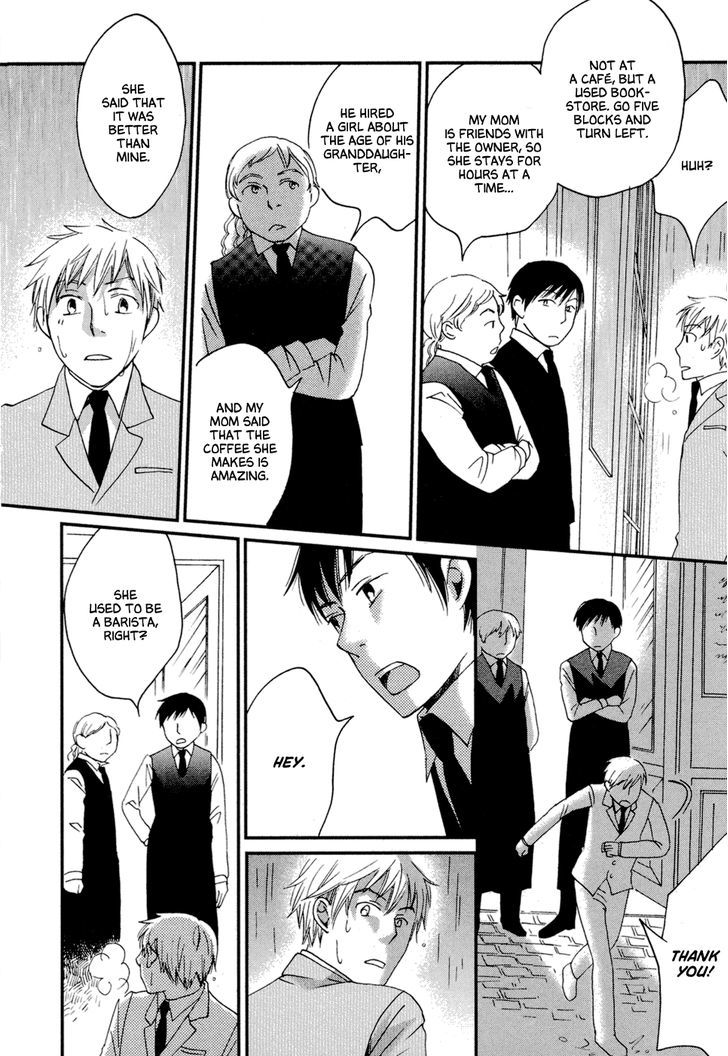 HUH?
NOT AT
A CAFÉ, BUT A
USED BOOK-
STORE. GO FIVE
BLOCKS AND
TURN LEFT.
MY MOM
IS FRIENDS WITH
THE OWNER, SO
SHE STAYS FOR
HOURS AT
A TIME...
HE HIRED
A GIRL ABOUT
THE AGE OF HIS
GRANDDAUGH-
TER,
AND MY
MOM SAID
THAT THE
COFFEE SHE
MAKES IS
AMAZING.
SHE
SAID THAT
IT WAS
BETTER
THAN
MINE.
THANK
YOU!
HEY.
SHE
USED TO BE
A BARISTA,
RIGHT?